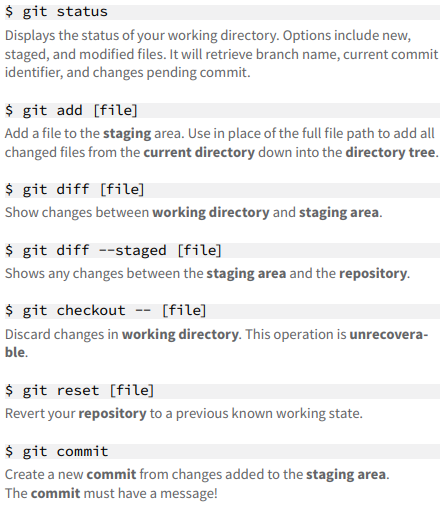 $ git status
Displays the status of your working directory. Options include new,
staged, and modified files. It will retrieve branch name, current commit
identifier, and changes pending commit.
$ git add [file]
Add a file to the staging area. Use in place of the full file path to add all
changed files from the current directory down into the directory tree.
$ git diff [file]
Show changes between working directory and staging area.
$ git diff --staged [file]
Shows any changes between the staging area and the repository.
$ git checkout -- [file]
Discard changes in working directory. This operation is unrecovera-
ble.
$ git reset [file]
Revert your repository to a previous known working state.
$ git commit
Create a new commit from changes added to the staging area.
The commit must have a message!